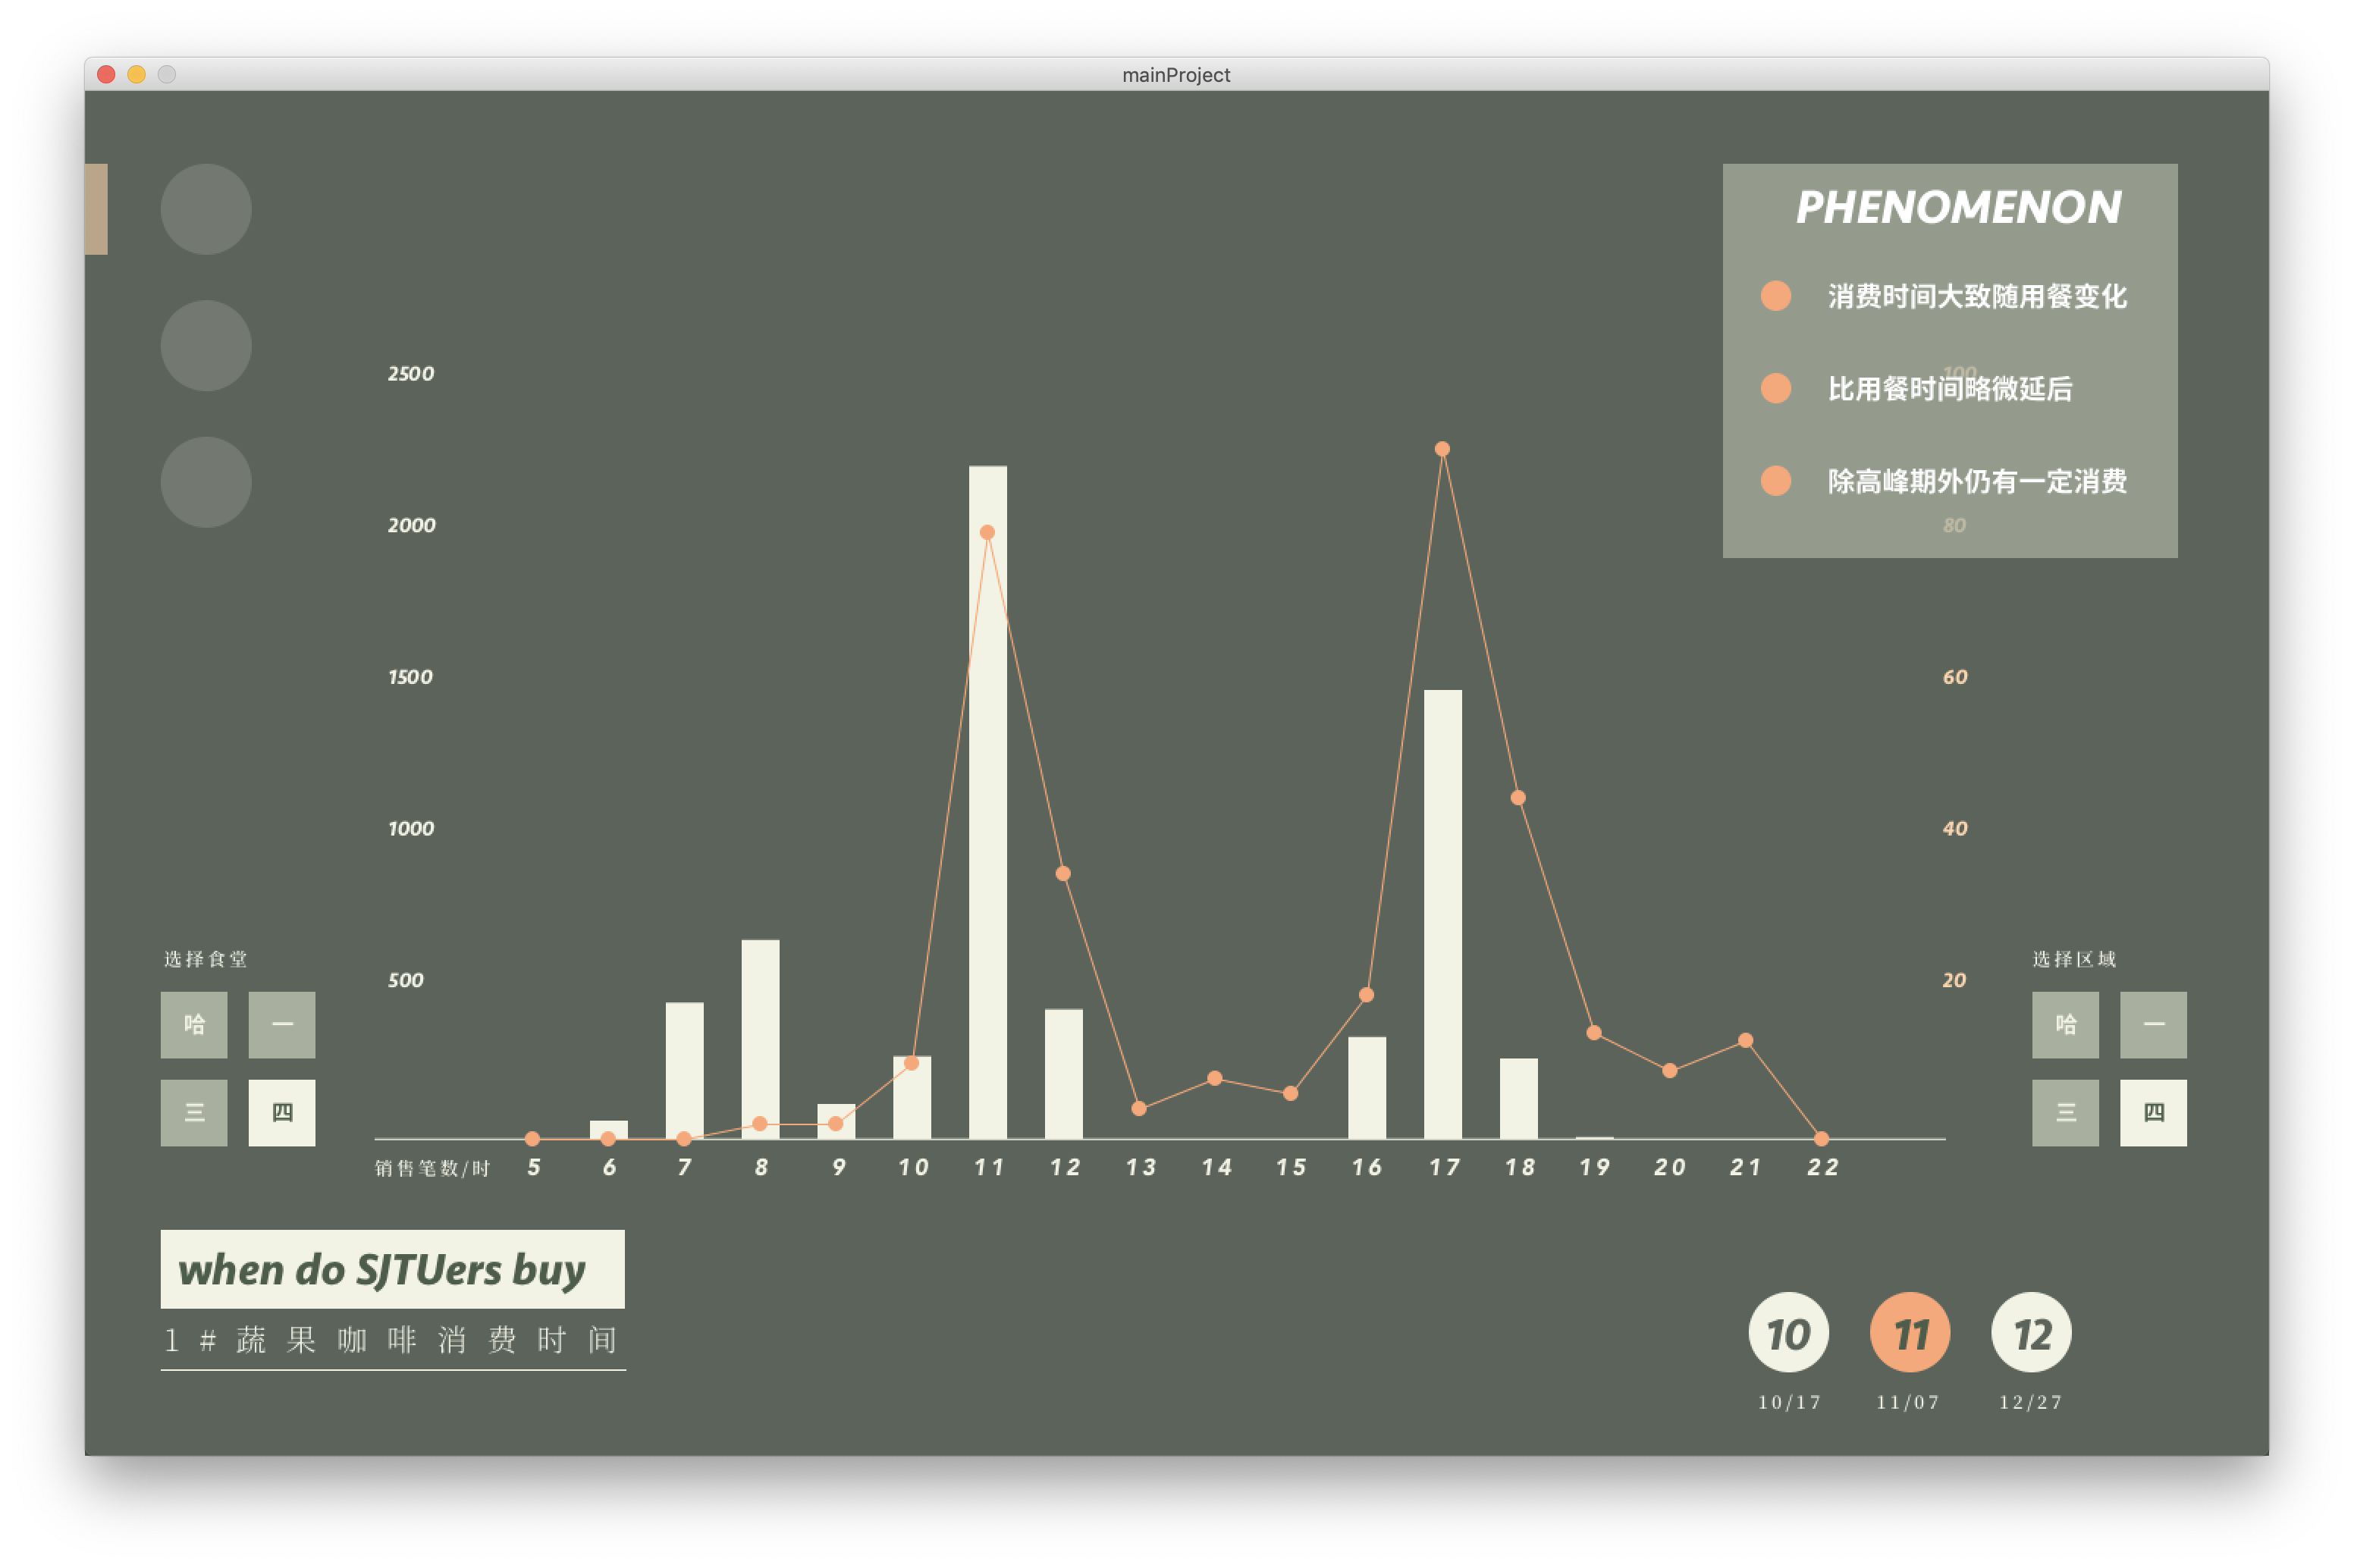 mainProject
PHENOMENON
消费时间大致随用餐变化
比用餐时间略微延后
除高峰期外仍有一定消费
2500
100
2000
80
1500
60
1000
40
500
20
选择食堂
哈 一
三 四
选择区域
哈 一
三 四
销售笔数/时 5 6 7 8 9 10 11 12 13 14 15 16 17 18 19 20 21 22
when do SJTUers buy
1#蔬果咖啡消费时间
10 11 12
10/17 11/07 12/27